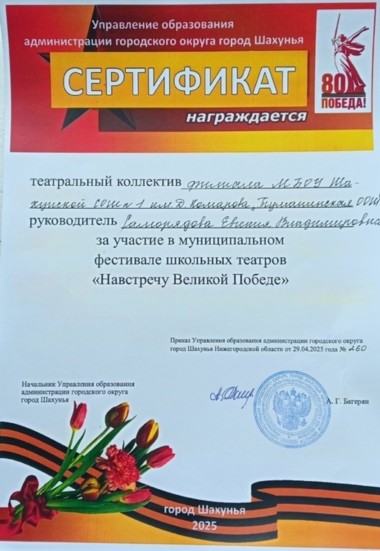 Управление образования
администрации городского округа город Шахунья
СЕРТИФИКАТ
награждается
80
ПОБЕДА!
театральный коллектив филиала МБОУ Ша-
хунской СОШ №1 им. Д. Комарова, Туманинская ООШ
руководитель Саморядова Евгения Владимировна
за участие в муниципальном
фестивале школьных театров
«Навстречу Великой Победе»
Приказ Управления образования администрации городского округа
город Шахунья Нижегородской области от 29.04.2025 года № 260
Начальник Управления образования
администрации городского округа
город Шахунья
А. Г. Багерян
город Шахунья
2025